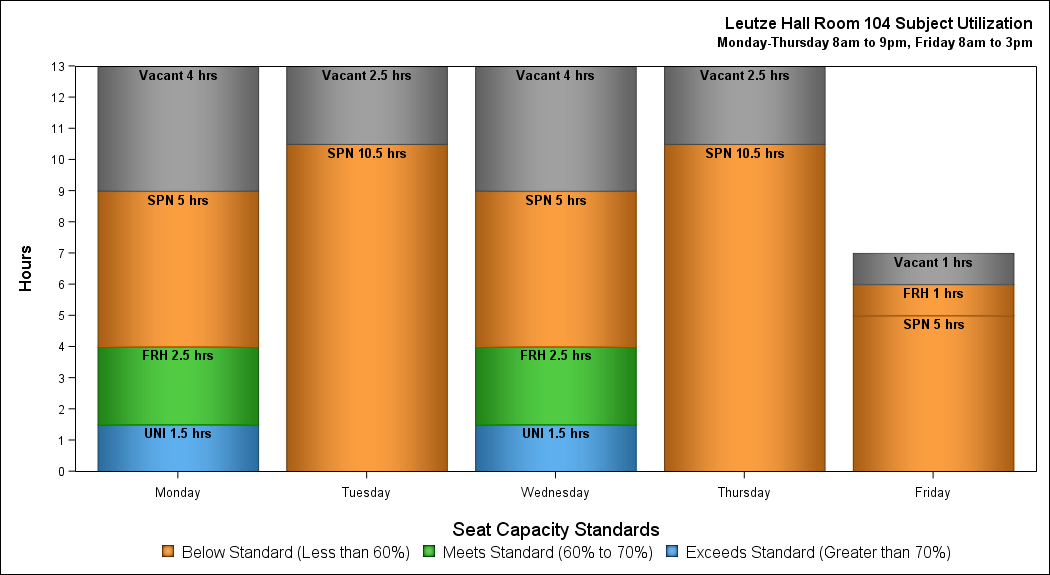 Leutze Hall Room 104 Subject Utilization
Monday-Thursday 8am to 9pm, Friday 8am to 3pm
13
Vacant 4 hrs
Vacant 2.5 hrs
Vacant 4 hrs
Vacant 2.5 hrs
12
11
SPN 10.5 hrs
SPN 10.5 hrs
10
9
SPN 5 hrs
SPN 5 hrs
8
7
Vacant 1 hrs
6
FRH 1 hrs
5
SPN 5 hrs
4
FRH 2.5 hrs
FRH 2.5 hrs
3
2
UNI 1.5 hrs
UNI 1.5 hrs
1
0
Hours
Monday
Tuesday
Wednesday
Thursday
Friday
Seat Capacity Standards
Below Standard (Less than 60%)
Meets Standard (60% to 70%)
Exceeds Standard (Greater than 70%)